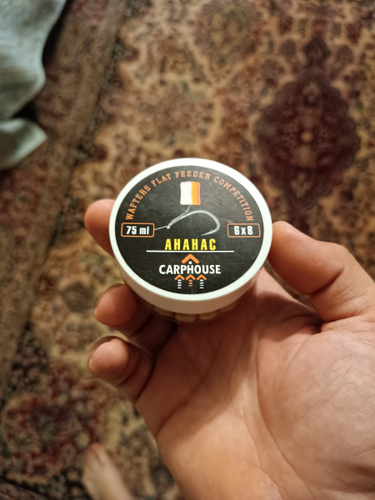 WAFTERS FLAT FEEDER COMPETITION
75 ml
6x8
АНАНАС
CARPHOUSE